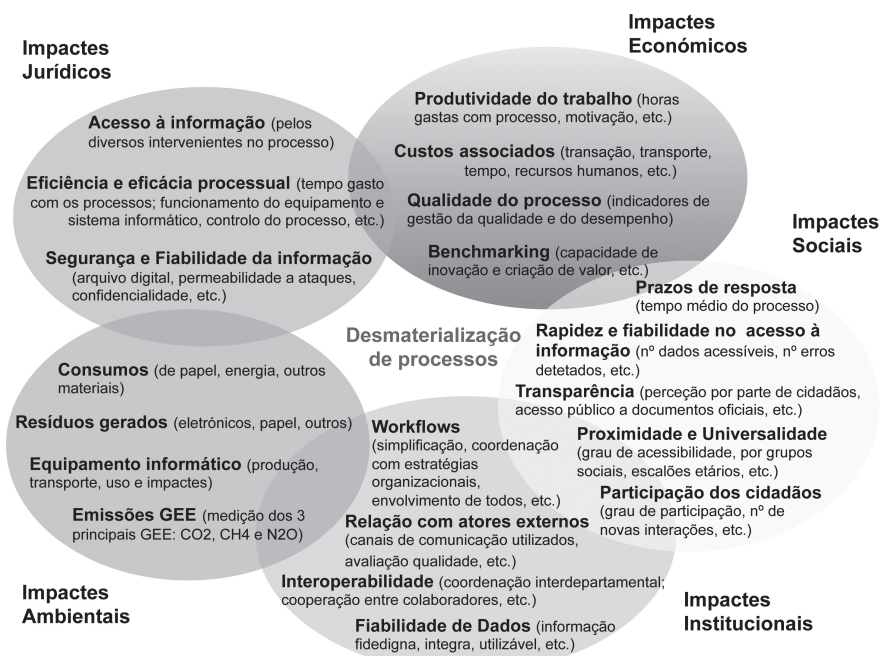 Impactes
Jurídicos
Acesso à informação (pelos
diversos intervenientes no processo)
Eficiência e eficácia processual (tempo gasto
com os processos; funcionamento do equipamento e
sistema informático, controlo do processo, etc.)
Segurança e Fiabilidade da informação
(arquivo digital, permeabilidade a ataques,
confidencialidade, etc.)
Impactes
Económicos
Produtividade do trabalho (horas
gastas com processo, motivação, etc.)
Custos associados (transação, transporte,
tempo, recursos humanos, etc.)
Qualidade do processo (indicadores de
gestão da qualidade e do desempenho)
Benchmarking (capacidade de
inovação e criação de valor, etc.)
Impactes
Sociais
Prazos de resposta
(tempo médio do processo)
Rapidez e fiabilidade no acesso à
informação (nº dados acessíveis, nº erros
detetados, etc.)
Transparência (perceção por parte de cidadãos,
acesso público a documentos oficiais, etc.)
Proximidade e Universalidade
(grau de acessibilidade, por grupos
sociais, escalões etários, etc.)
Participação dos cidadãos
(grau de participação, nº de
novas interações, etc.)
Desmaterialização
de processos
Consumos (de papel, energia, outros
materiais)
Resíduos gerados (eletrónicos, papel, outros)
Equipamento informático (produção,
transporte, uso e impactes)
Emissões GEE (medição dos 3
principais GEE: CO2, CH4 e N2O)
Impactes
Ambientais
Workflows
(simplificação, coordenação
com estratégias
organizacionais,
envolvimento de todos, etc.)
Relação com atores externos
(canais de comunicação utilizados,
avaliação qualidade, etc.)
Interoperabilidade (coordenação interdepartamental;
cooperação entre colaboradores, etc.)
Fiabilidade de Dados (informação
fidedigna, integra, utilizável, etc.)
Impactes
Institucionais